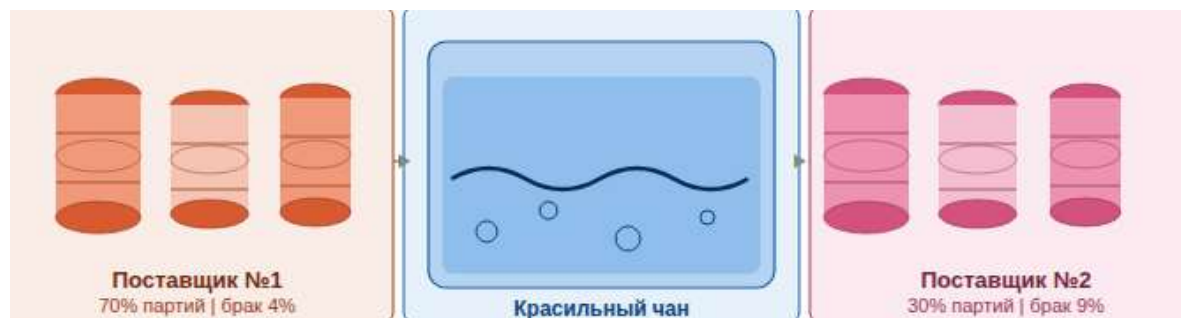 Поставщик №1
70% партий | брак 4%
Красильный чан
Поставщик №2
30% партий | брак 9%